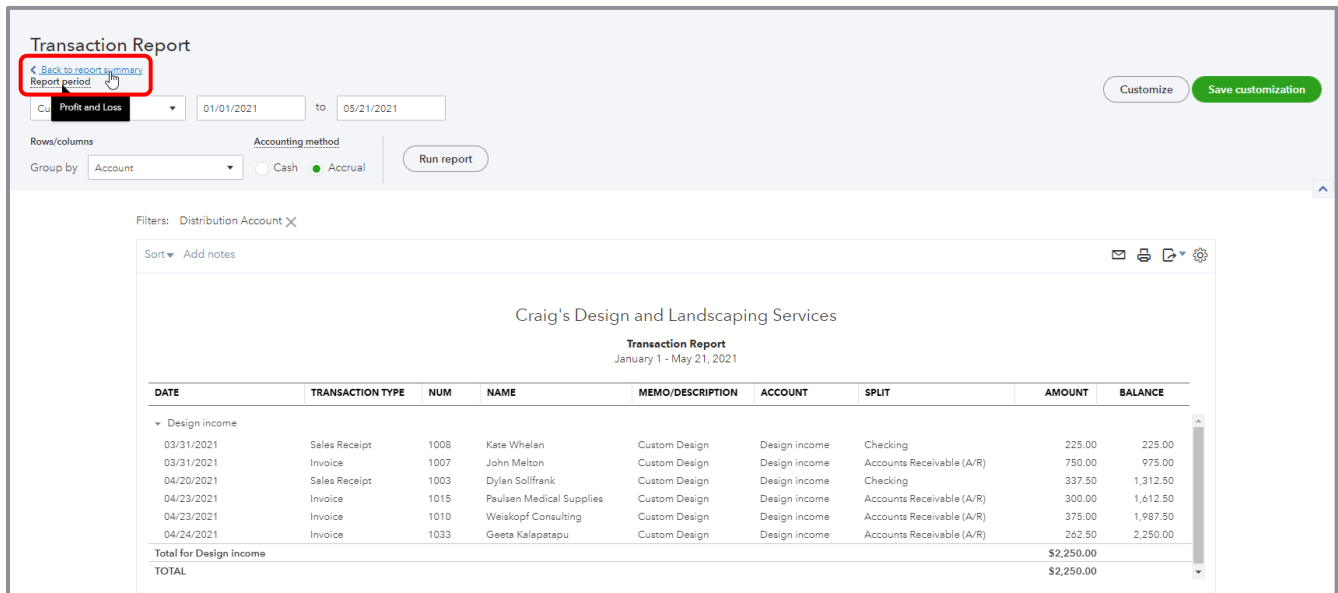 Transaction Report
Back to report summary
Report period
Cu Profit and Loss 01/01/2021 to 05/21/2021
Customize Save customization
Rows/columns Accounting method
Group by Account Cash Accrual Run report
Filters: Distribution Account
Sort Add notes
Craig's Design and Landscaping Services
Transaction Report
January 1 - May 21, 2021
DATE TRANSACTION TYPE NUM NAME MEMO/DESCRIPTION ACCOUNT SPLIT AMOUNT BALANCE
Design income
03/31/2021 Sales Receipt 1008 Kate Whelan Custom Design Design income Checking 225.00 225.00
03/31/2021 Invoice 1007 John Melton Custom Design Design income Accounts Receivable (A/R) 750.00 975.00
04/20/2021 Sales Receipt 1003 Dylan Sollfrank Custom Design Design income Checking 337.50 1,312.50
04/23/2021 Invoice 1015 Paulsen Medical Supplies Custom Design Design income Accounts Receivable (A/R) 300.00 1,612.50
04/23/2021 Invoice 1010 Weiskopf Consulting Custom Design Design income Accounts Receivable (A/R) 375.00 1,987.50
04/24/2021 Invoice 1033 Geeta Kalapatapu Custom Design Design income Accounts Receivable (A/R) 262.50 2,250.00
Total for Design income $2,250.00
TOTAL $2,250.00